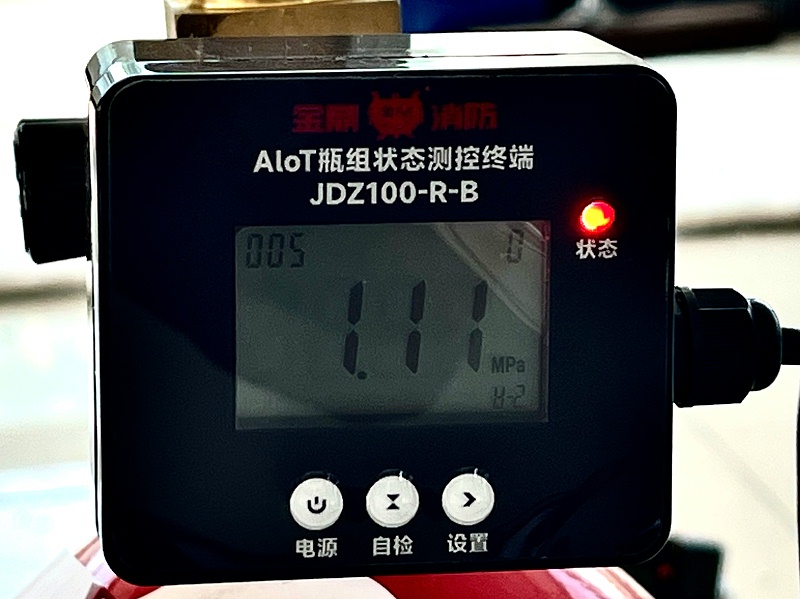 金鼎 消防
AIoT瓶组状态测控终端
JDZ100-R-B
状态
005 0
1.11
MPa
电源 自检 设置